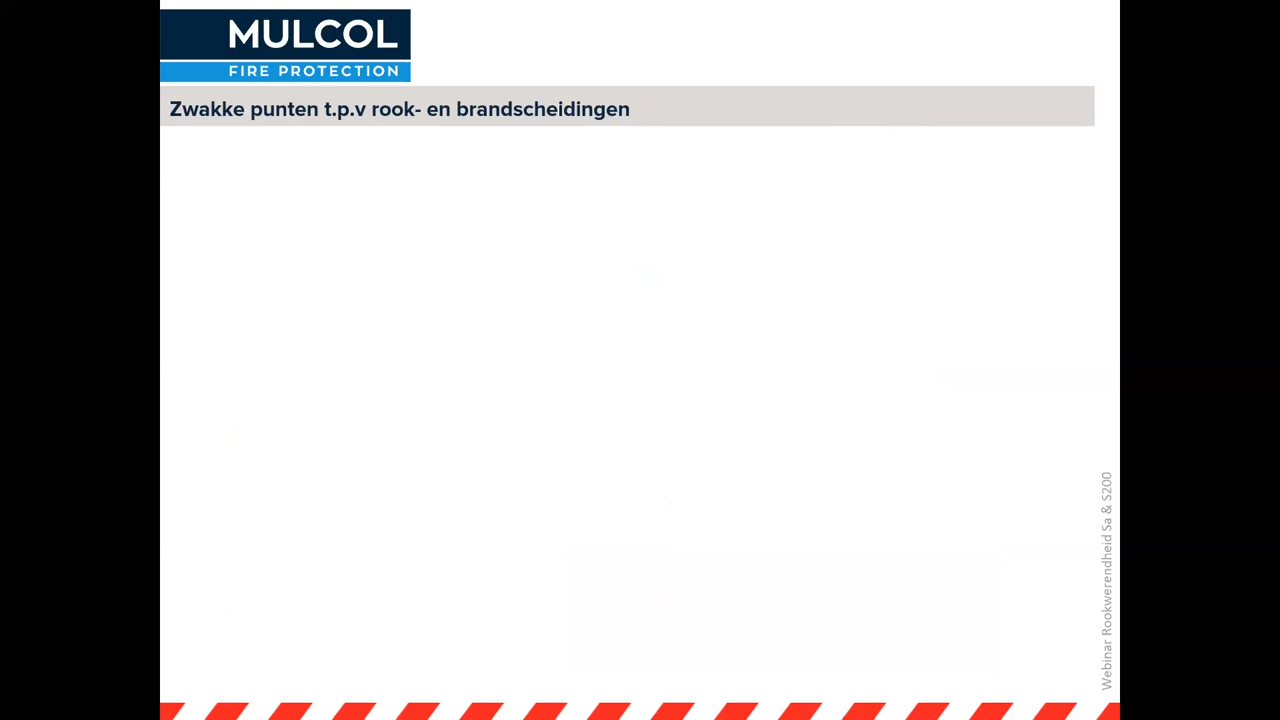 MULCOL
FIRE PROTECTION
Zwakke punten t.p.v rook- en brandscheidingen
Webinar Rookwerendheid Sa & S200